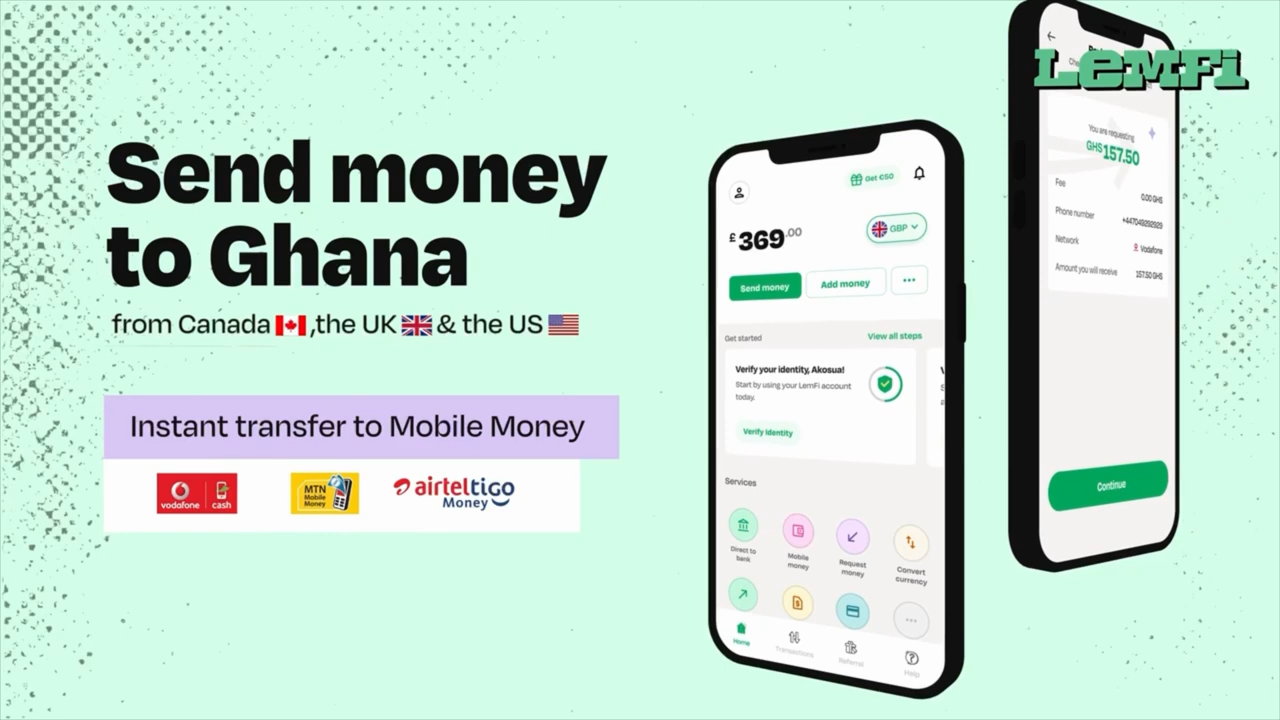 LemFi
Send money
to Ghana
from Canada ,the UK & the US
Instant transfer to Mobile Money
vodafone cash
MTN
Mobile
Money
airteltigo
Money
Get €50
£369.00
GBP
Send money
Add money
Get started
View all steps
Verify your identity, Akosua!
Start by using your LemFi account
today.
Verify Identity
Services
Direct to
bank
Mobile
money
Request
money
Convert
currency
Home
Transactions
Referral
Help
You are requesting
GHS157.50
Fee
0.00 GHS
Phone number
Network
Vodafone
Amount you will receive
157.50 GHS
Continue